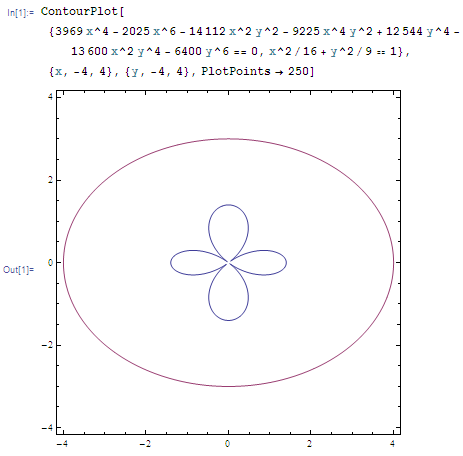 In[1]:= ContourPlot[
{3969 x^4 - 2025 x^6 - 14112 x^2 y^2 - 9225 x^4 y^2 + 12544 y^4 -
13600 x^2 y^4 - 6400 y^6 == 0, x^2/16 + y^2/9 == 1},
{x, -4, 4}, {y, -4, 4}, PlotPoints → 250]
4
2
Out[1]= 0
-2
-4
-4 -2 0 2 4